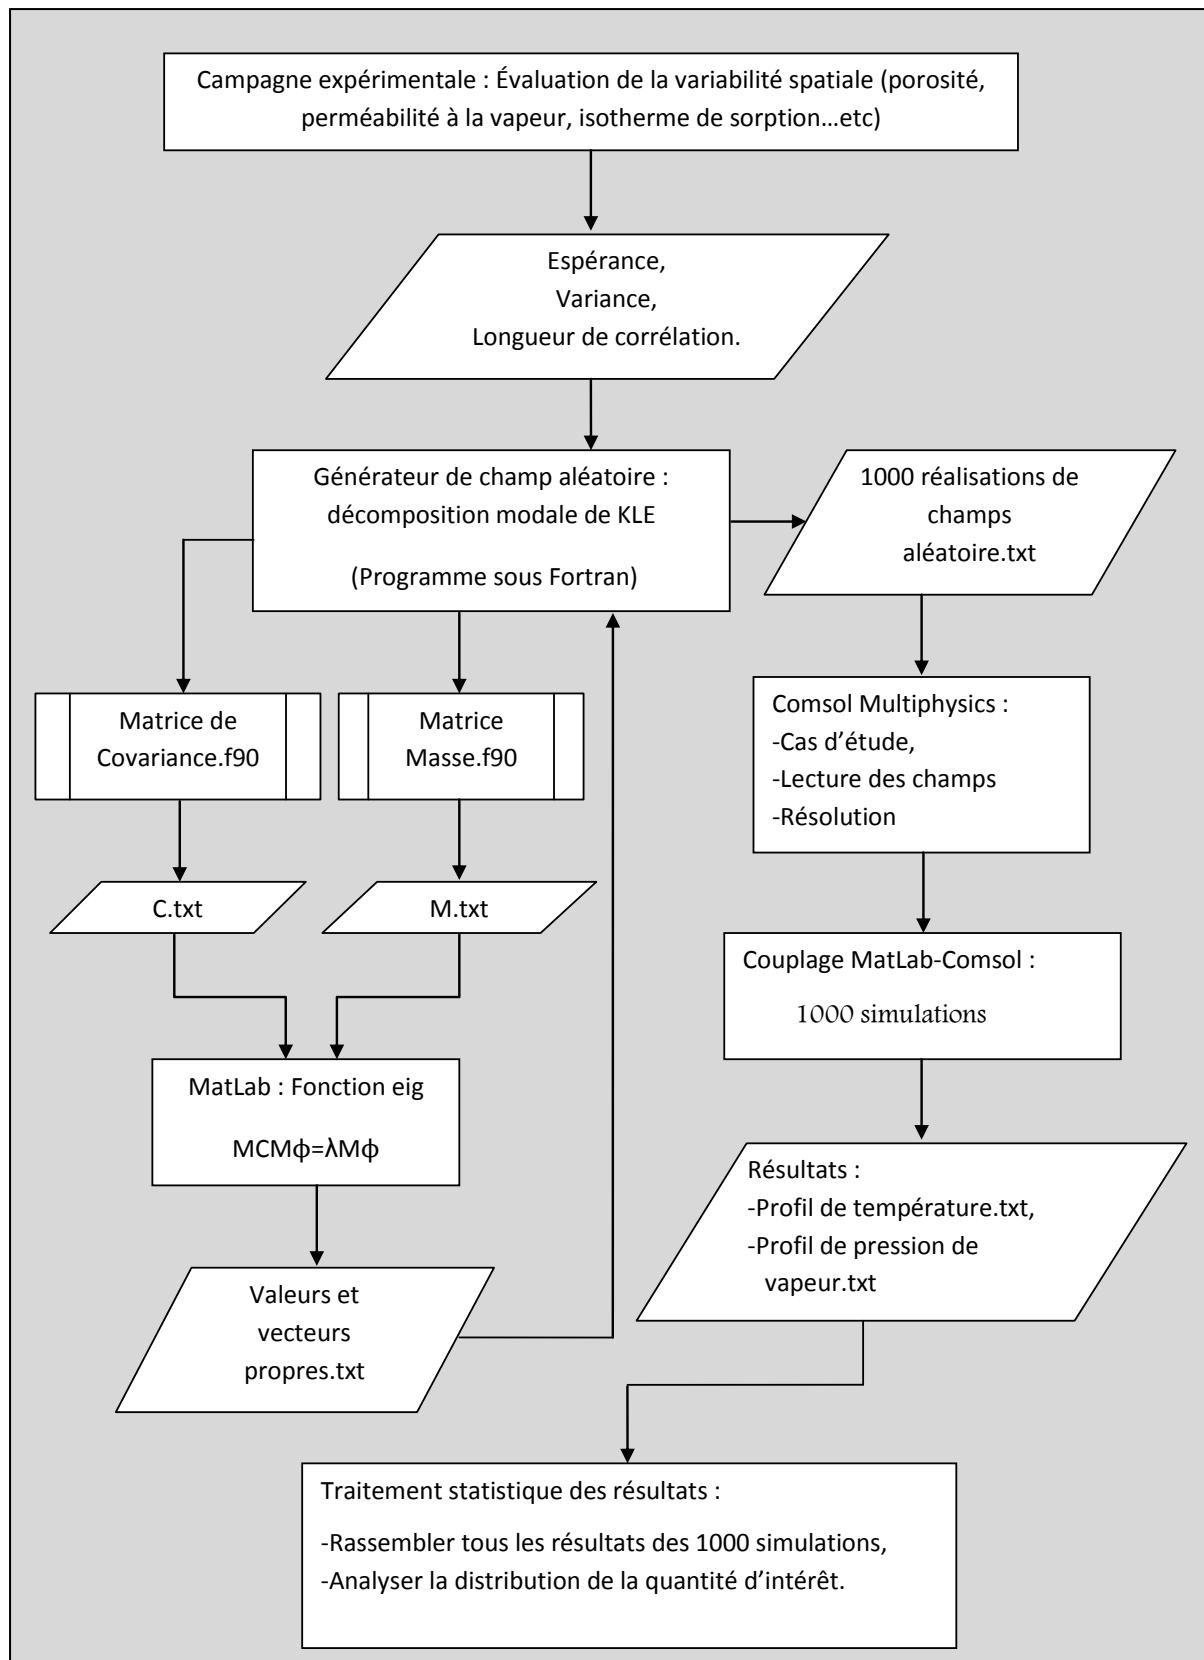 Campagne expérimentale : Évaluation de la variabilité spatiale (porosité,
perméabilité à la vapeur, isotherme de sorption…etc)
Espérance,
Variance,
Longueur de corrélation.
Générateur de champ aléatoire :
décomposition modale de KLE
(Programme sous Fortran)
1000 réalisations de
champs
aléatoire.txt
Matrice de
Covariance.f90
Matrice
Masse.f90
Comsol Multiphysics :
-Cas d’étude,
-Lecture des champs
-Résolution
C.txt
M.txt
Couplage MatLab-Comsol :
1000 simulations
MatLab : Fonction eig
MCMφ=λMφ
Résultats :
-Profil de température.txt,
-Profil de pression de
vapeur.txt
Valeurs et
vecteurs
propres.txt
Traitement statistique des résultats :
-Rassembler tous les résultats des 1000 simulations,
-Analyser la distribution de la quantité d’intérêt.